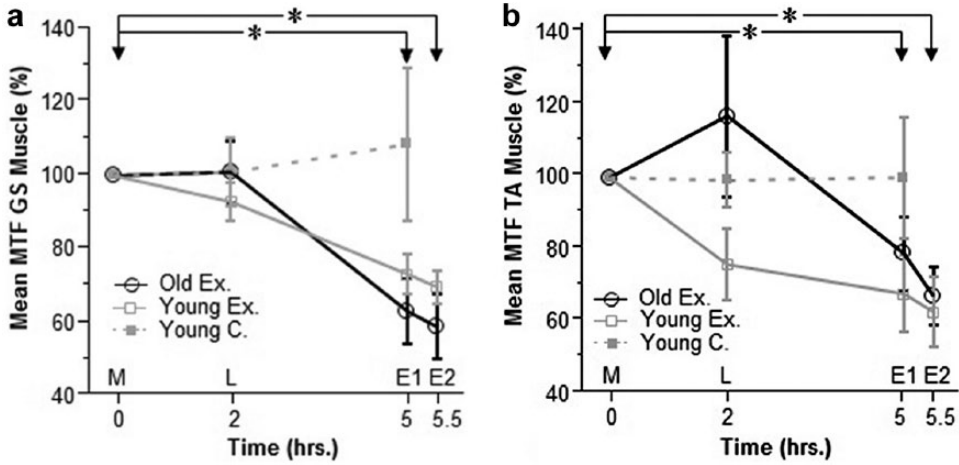 a
*
*
Mean MTF GS Muscle (%)
140
120
100
80
60
40
Old Ex.
Young Ex.
Young C.
M L E1 E2
0 2 5 5.5
Time (hrs.)
b
*
*
Mean MTF TA Muscle (%)
140
120
100
80
60
40
Old Ex.
Young Ex.
Young C.
M L E1 E2
0 2 5 5.5
Time (hrs.)